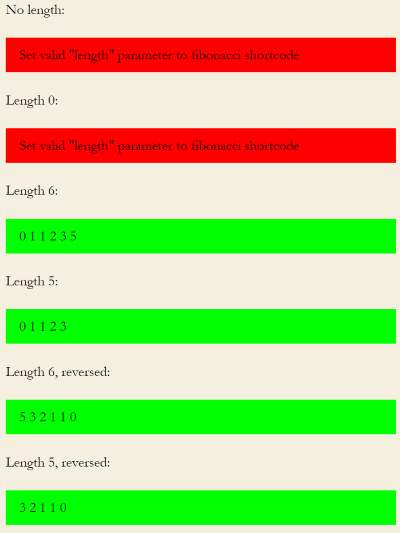 No length:
Set valid "length" parameter to fibonacci shortcode
Length 0:
Set valid "length" parameter to fibonacci shortcode
Length 6:
0 1 1 2 3 5
Length 5:
0 1 1 2 3
Length 6, reversed:
5 3 2 1 1 0
Length 5, reversed:
3 2 1 1 0